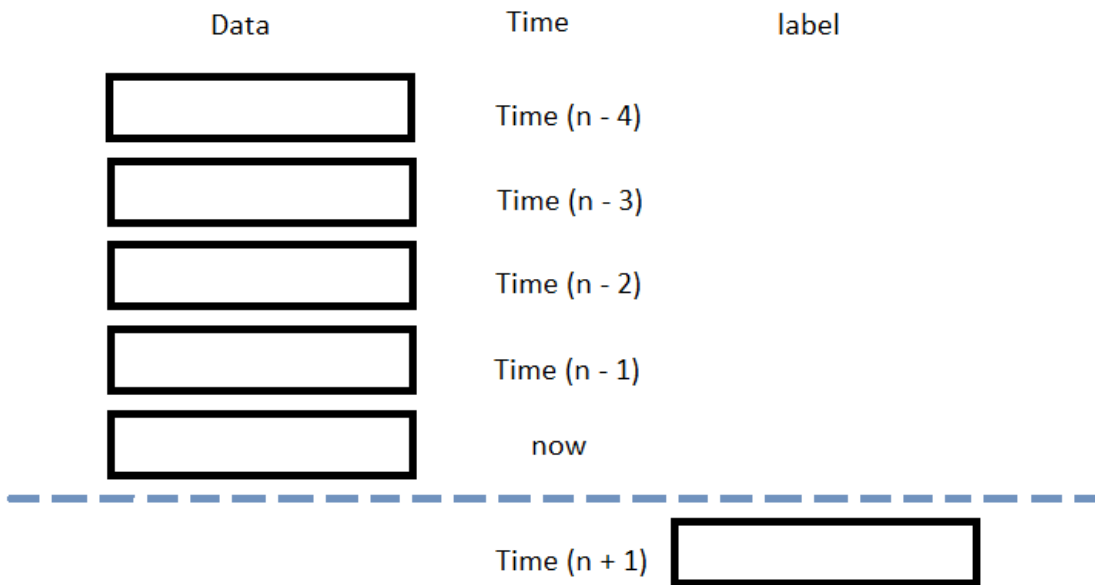 Data Time label
Time (n - 4)
Time (n - 3)
Time (n - 2)
Time (n - 1)
now
Time (n + 1)